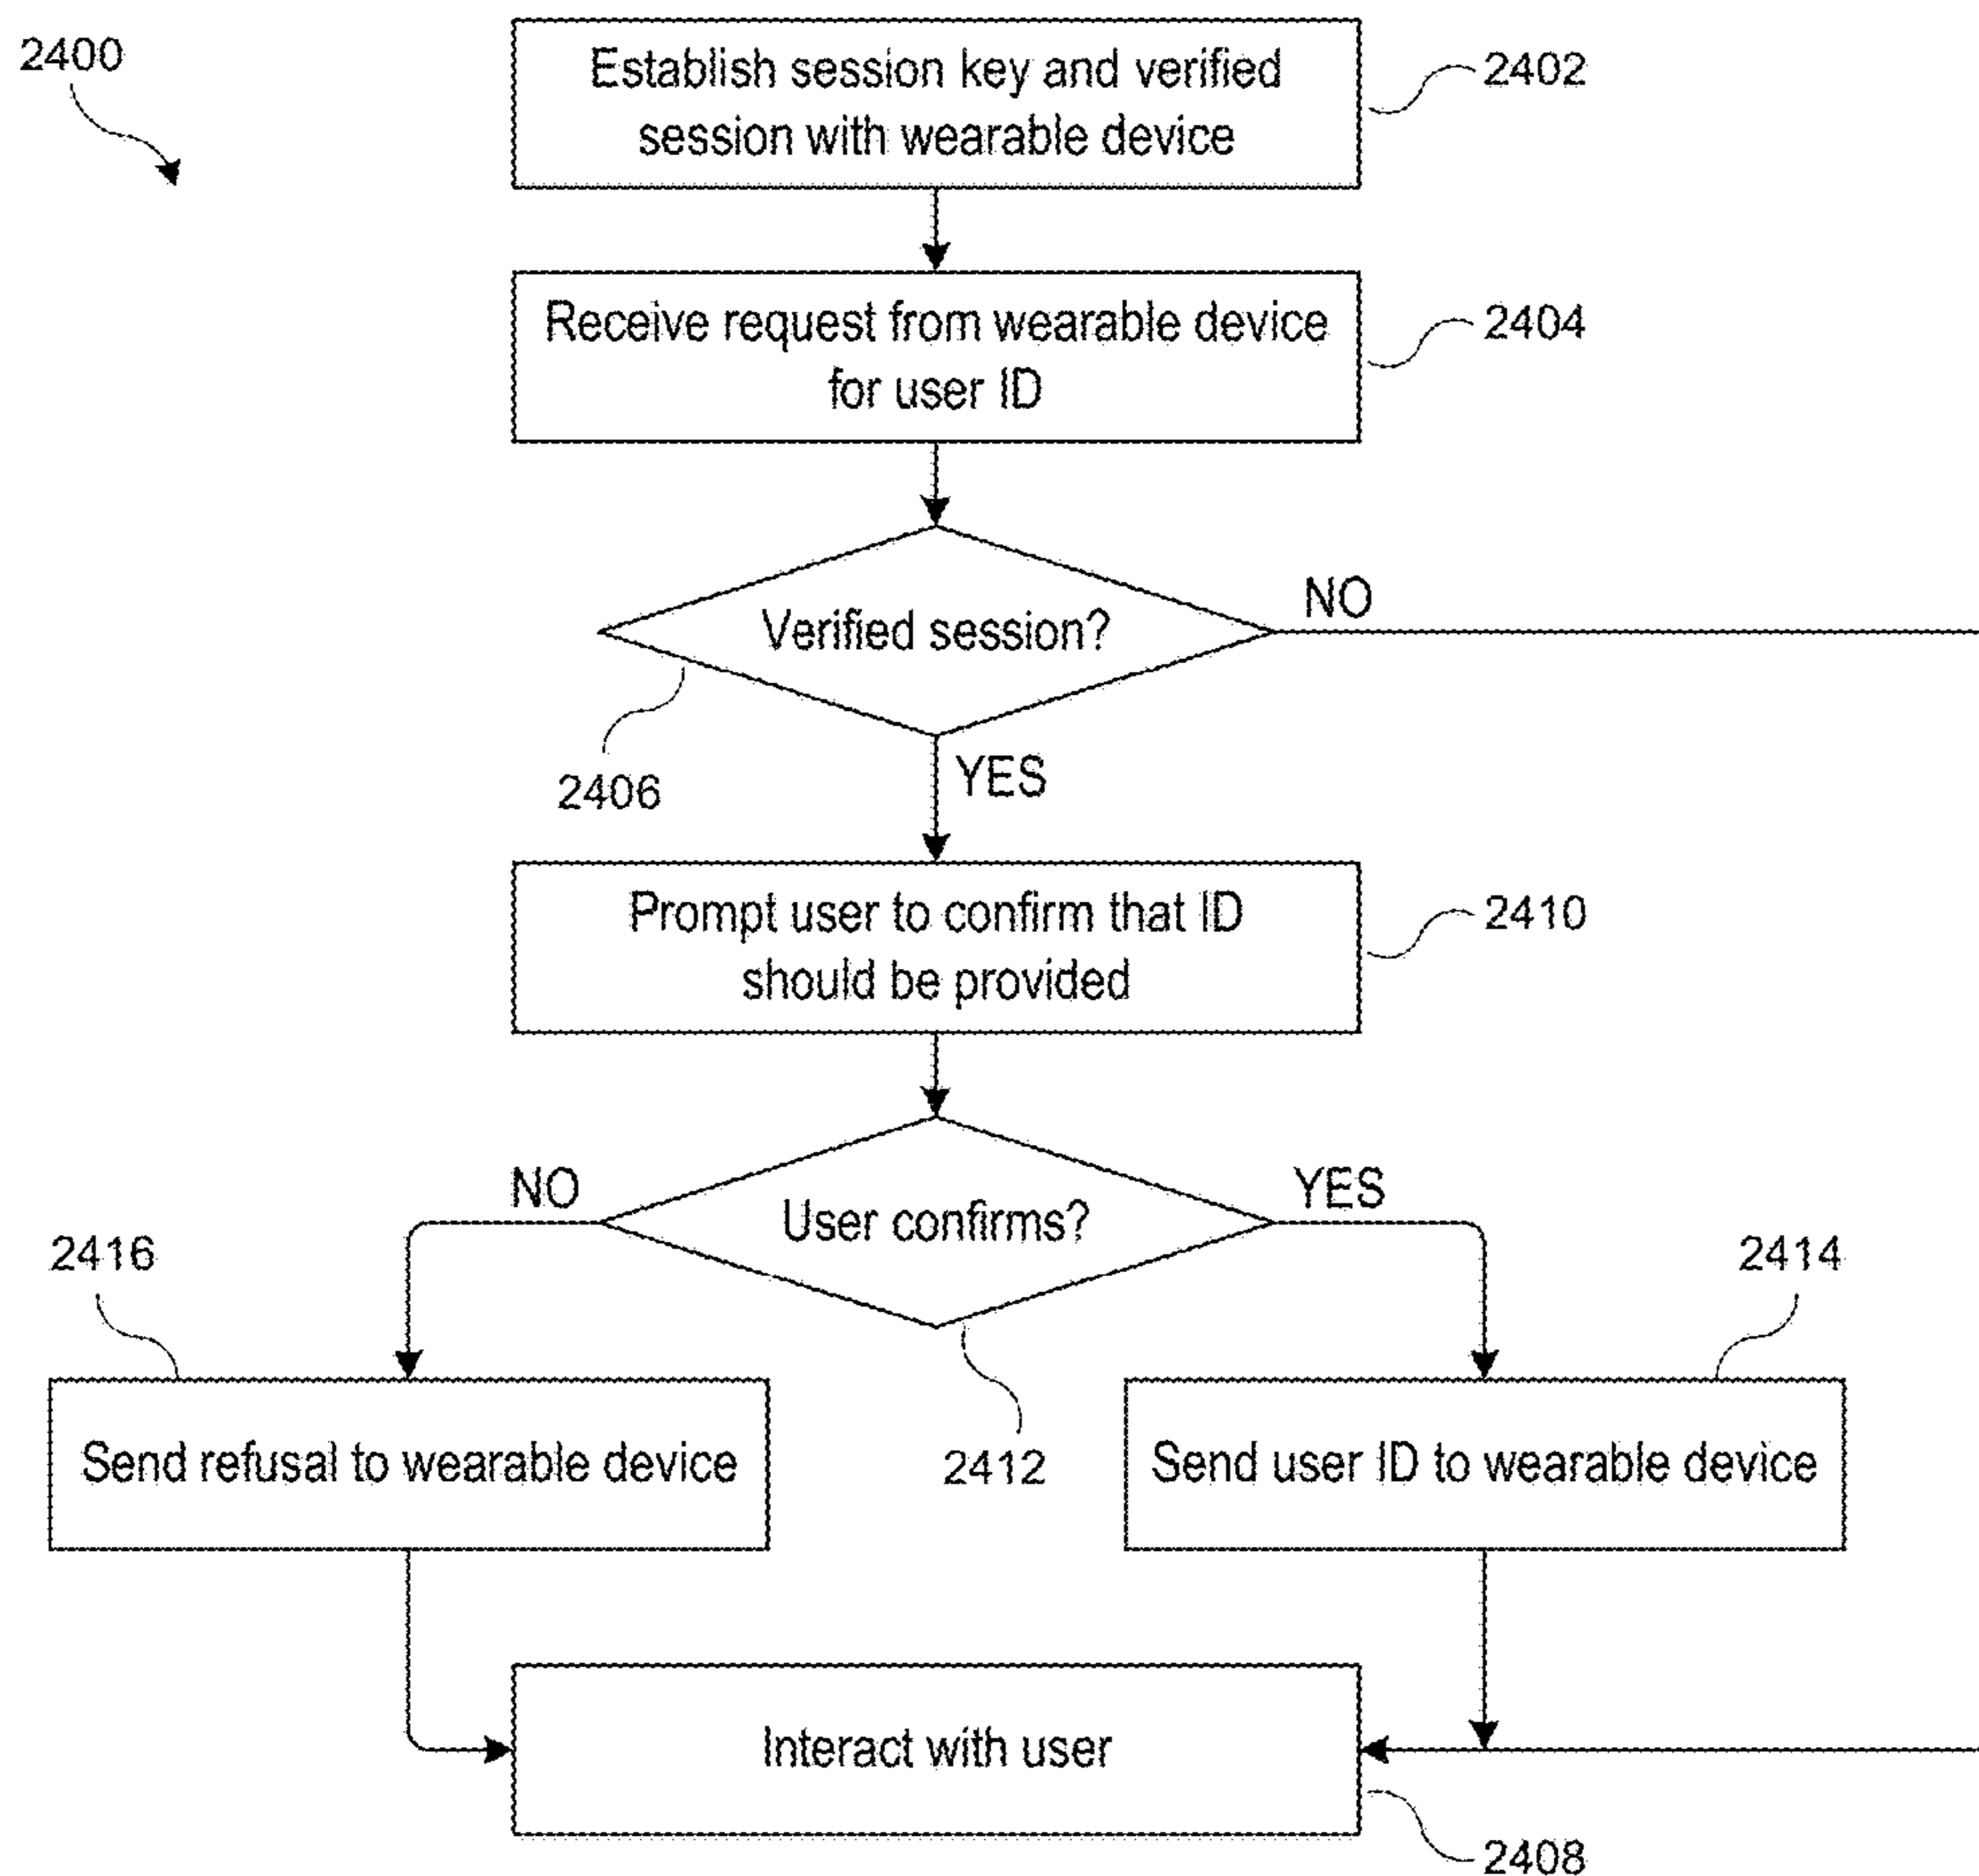 2400
Establish session key and verified
session with wearable device
2402
Receive request from wearable device
for user ID
2404
Verified session?
NO
2406
YES
Prompt user to confirm that ID
should be provided
2410
NO
User confirms?
YES
2416
2414
2412
Send refusal to wearable device
Send user ID to wearable device
Interact with user
2408